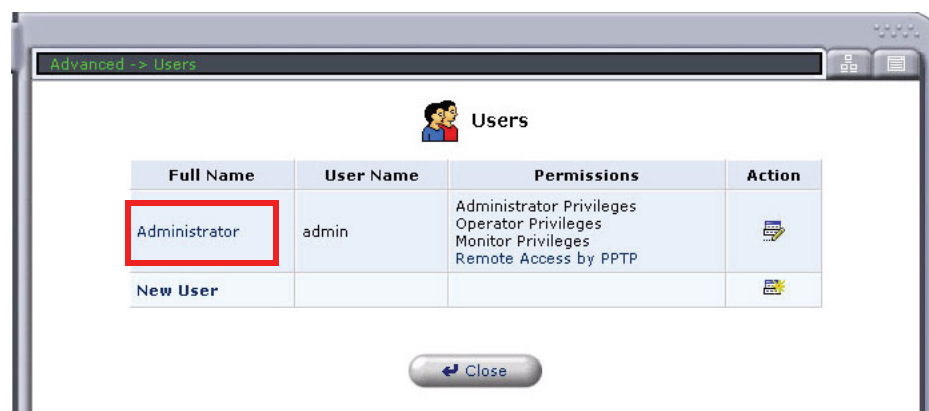 Advanced -> Users
Users
Full Name User Name Permissions Action
Administrator admin Administrator Privileges
Operator Privileges
Monitor Privileges
Remote Access by PPTP
New User
Close